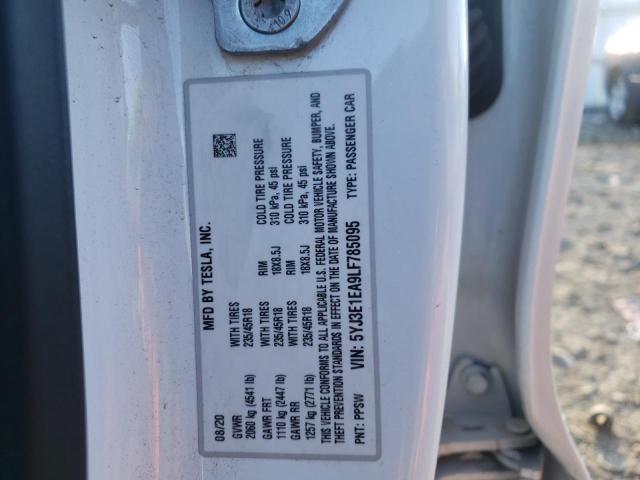 10.9
MFD BY TESLA, INC.
08/20
GVWR WITH TIRES RIM COLD TIRE PRESSURE
2060 kg (4541 lb) 235/45R18 18X8.5J 310 kPa, 45 psi
GAWR FRT WITH TIRES RIM COLD TIRE PRESSURE
1110 kg (2447 lb) 235/45R18 18X8.5J 310 kPa, 45 psi
GAWR RR WITH TIRES
1257 kg (2771 lb) 235/45R18
THIS VEHICLE CONFORMS TO ALL APPLICABLE U.S. FEDERAL MOTOR VEHICLE SAFETY, BUMPER, AND
THEFT PREVENTION STANDARDS IN EFFECT ON THE DATE OF MANUFACTURE SHOWN ABOVE.
PNT: PPSW VIN: 5YJ3E1EA9LF785095 TYPE: PASSENGER CAR